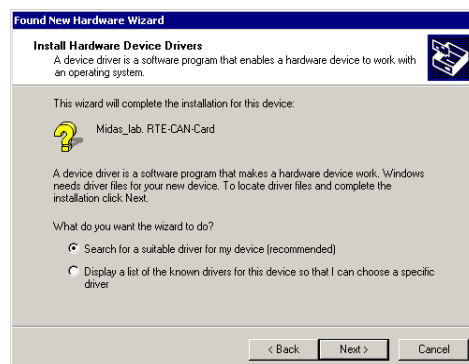 Found New Hardware Wizard
Install Hardware Device Drivers
A device driver is a software program that enables a hardware device to work with
an operating system.
This wizard will complete the installation for this device:
Midas_lab. RTE-CAN-Card
A device driver is a software program that makes a hardware device work. Windows
needs driver files for your new device. To locate driver files and complete the
installation click Next.
What do you want the wizard to do?
Search for a suitable driver for my device (recommended)
Display a list of the known drivers for this device so that I can choose a specific
driver
< Back Next > Cancel